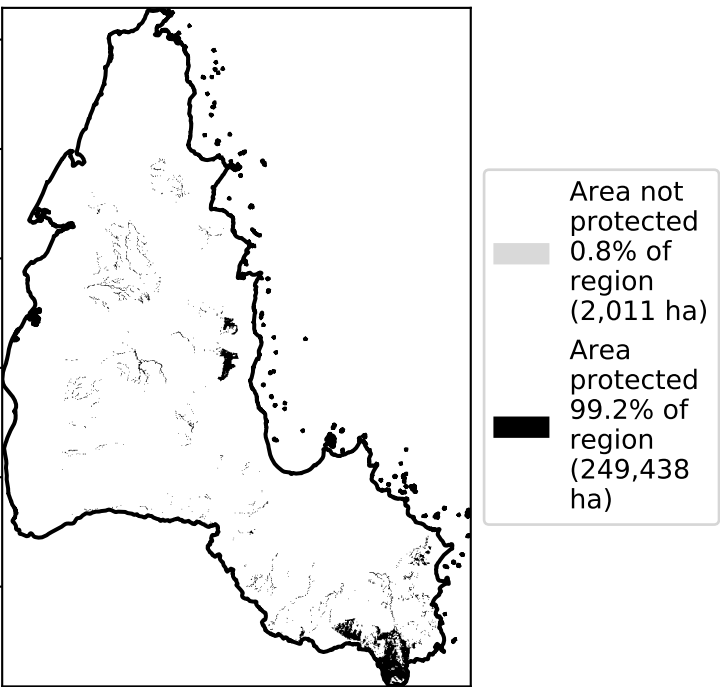 Area not
protected
0.8% of
region
(2,011 ha)
Area
protected
99.2% of
region
(249,438
ha)